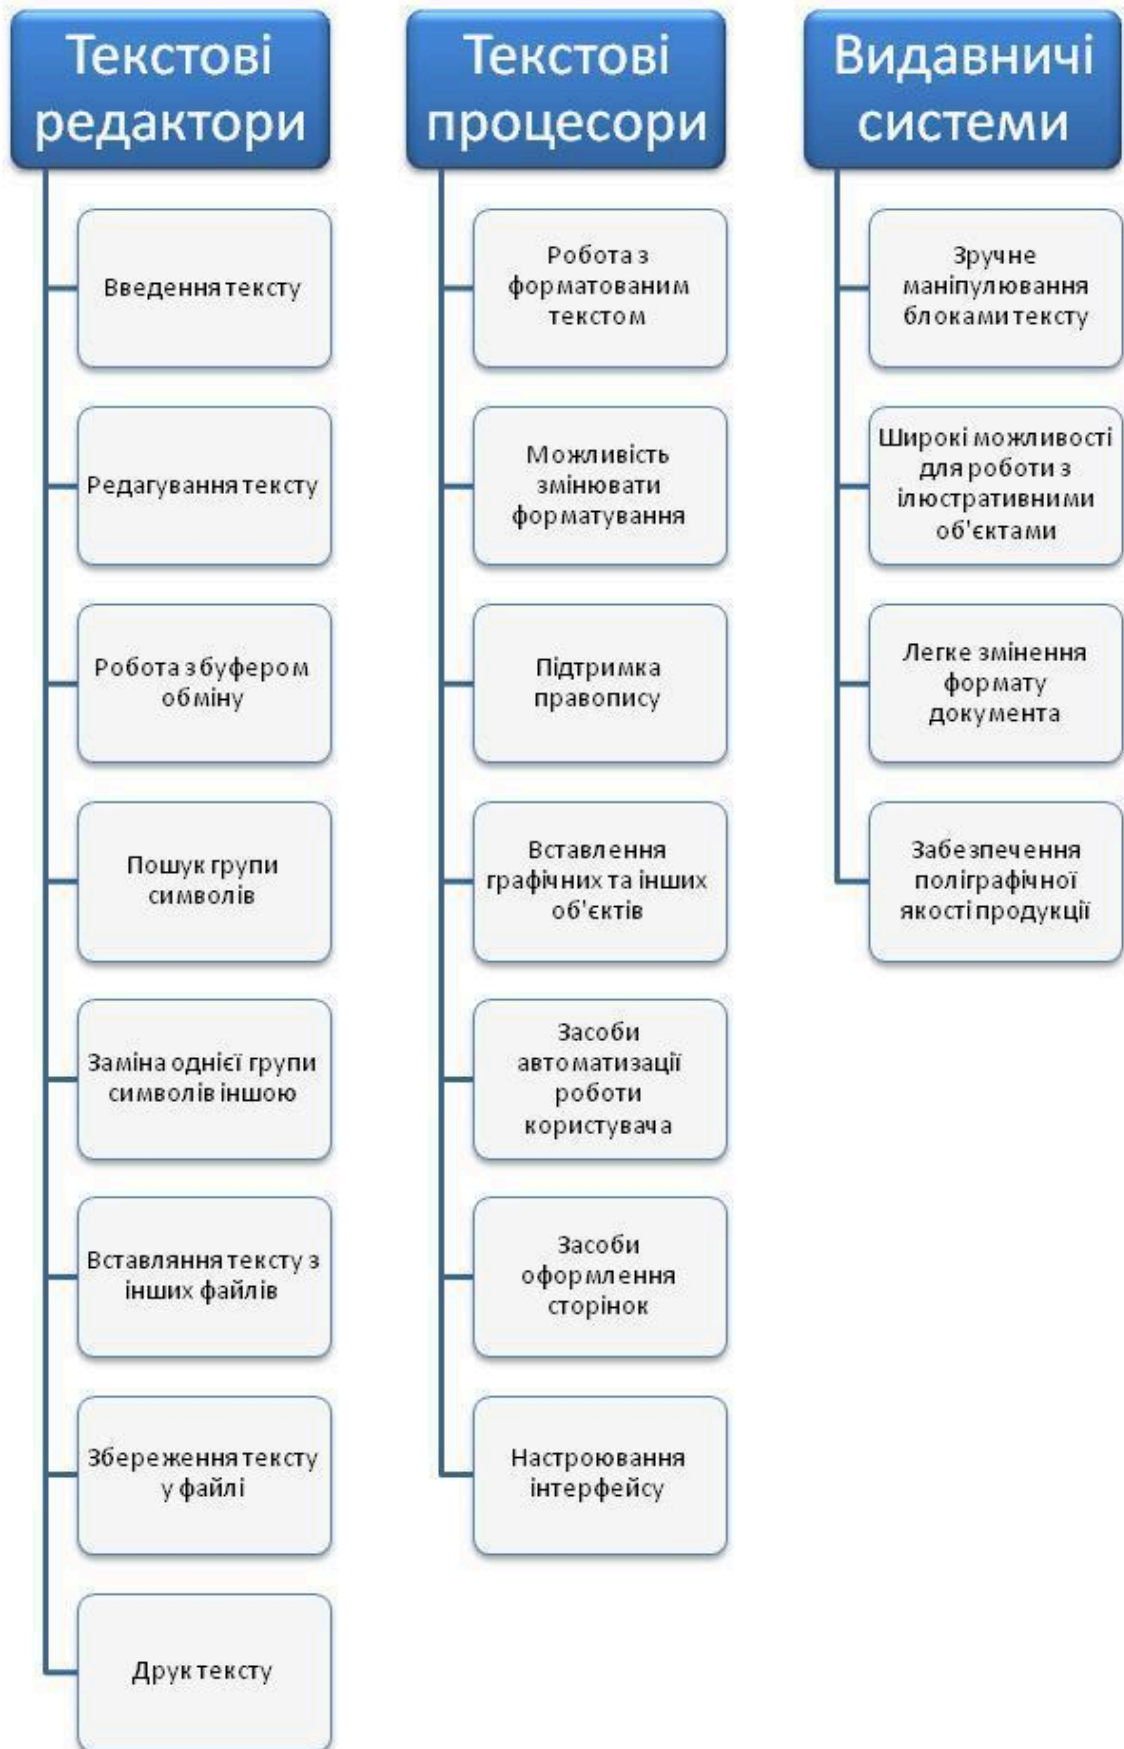 Текстові
редактори
Введення тексту
Редагування тексту
Робота з буфером
обміну
Пошук групи
символів
Заміна однієї групи
символів іншою
Вставляння тексту з
інших файлів
Збереження тексту
у файлі
Друк тексту
Текстові
процесори
Робота з
форматованим
текстом
Можливість
змінювати
форматування
Підтримка
правопису
Вставлення
графічних та інших
об'єктів
Засоби
автоматизації
роботи
користувача
Засоби
оформлення
сторінок
Настроювання
інтерфейсу
Видавничі
системи
Зручне
маніпулювання
блоками тексту
Широкі можливості
для роботи з
ілюстративними
об'єктами
Легке змінення
формату
документа
Забезпечення
поліграфічної
якості продукції